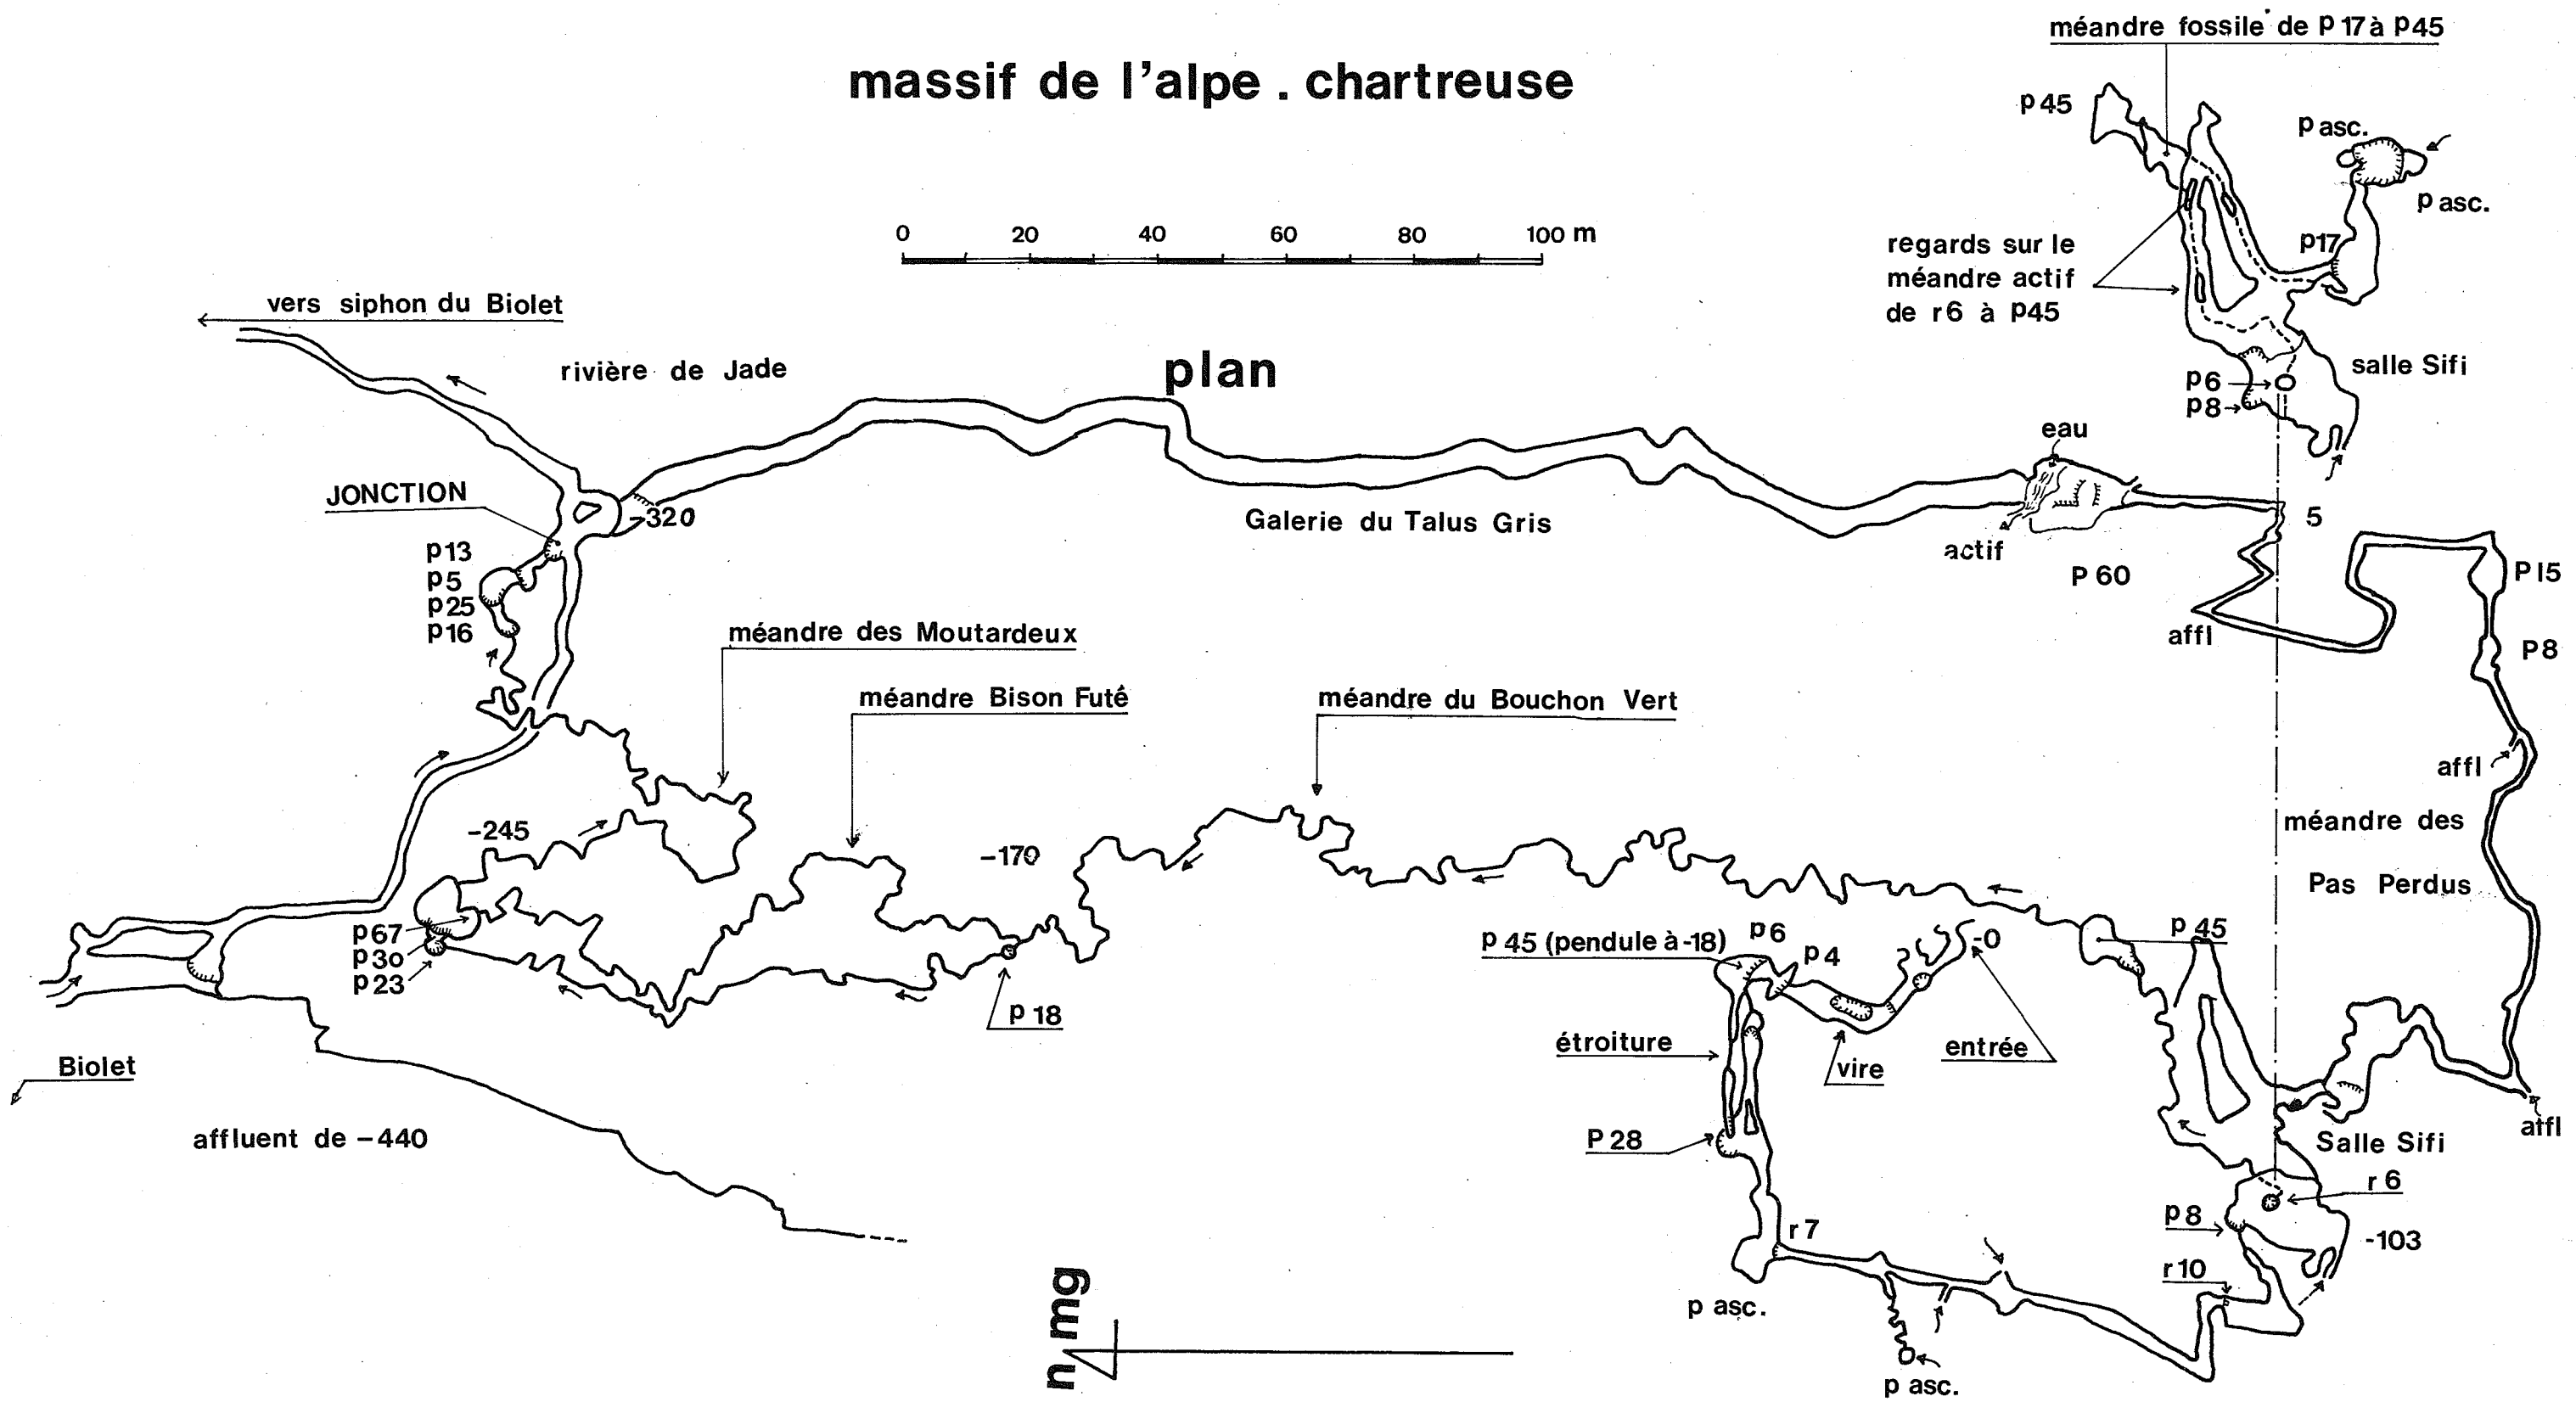 méandre fossile de P 17 à P45
massif de l'alpe . chartreuse
p 45
p asc.
p asc.
0 20 40 60 80 100 m
p17
regards sur le
méandre actif
de r6 à p45
vers siphon du Biolet
rivière de Jade
plan
salle Sifi
p6
p8
eau
JONCTION
-320
Galerie du Talus Gris
5
actif
P 60
P 15
p13
p5
p25
p16
affl
P8
méandre des Moutardeux
méandre Bison Futé
méandre du Bouchon Vert
affl
méandre des
Pas Perdus
-245
-170
p67
p30
p23
p 18
p 45 (pendule à -18)
p6
p4
-0
p 45
étroiture
vire
entrée
Biolet
affluent de -440
P 28
affl
Salle Sifi
r 6
p8
-103
r7
r10
p asc.
p asc.
n mg